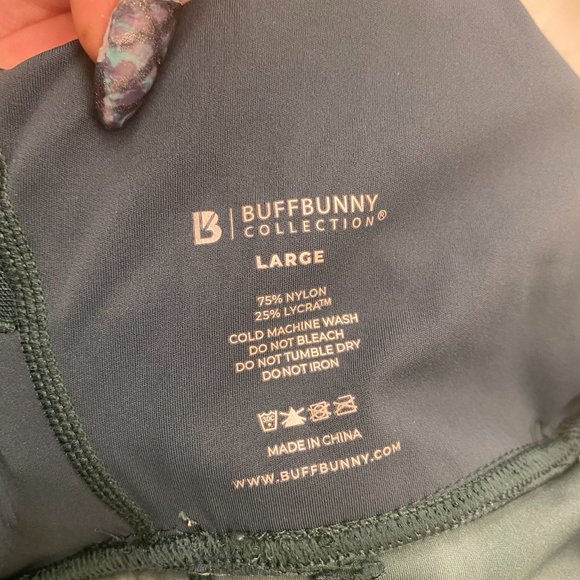 BUFFBUNNY
COLLECTION®
LARGE
75% NYLON
25% LYCRA™
COLD MACHINE WASH
DO NOT BLEACH
DO NOT TUMBLE DRY
DO NOT IRON
MADE IN CHINA
WWW.BUFFBUNNY.COM